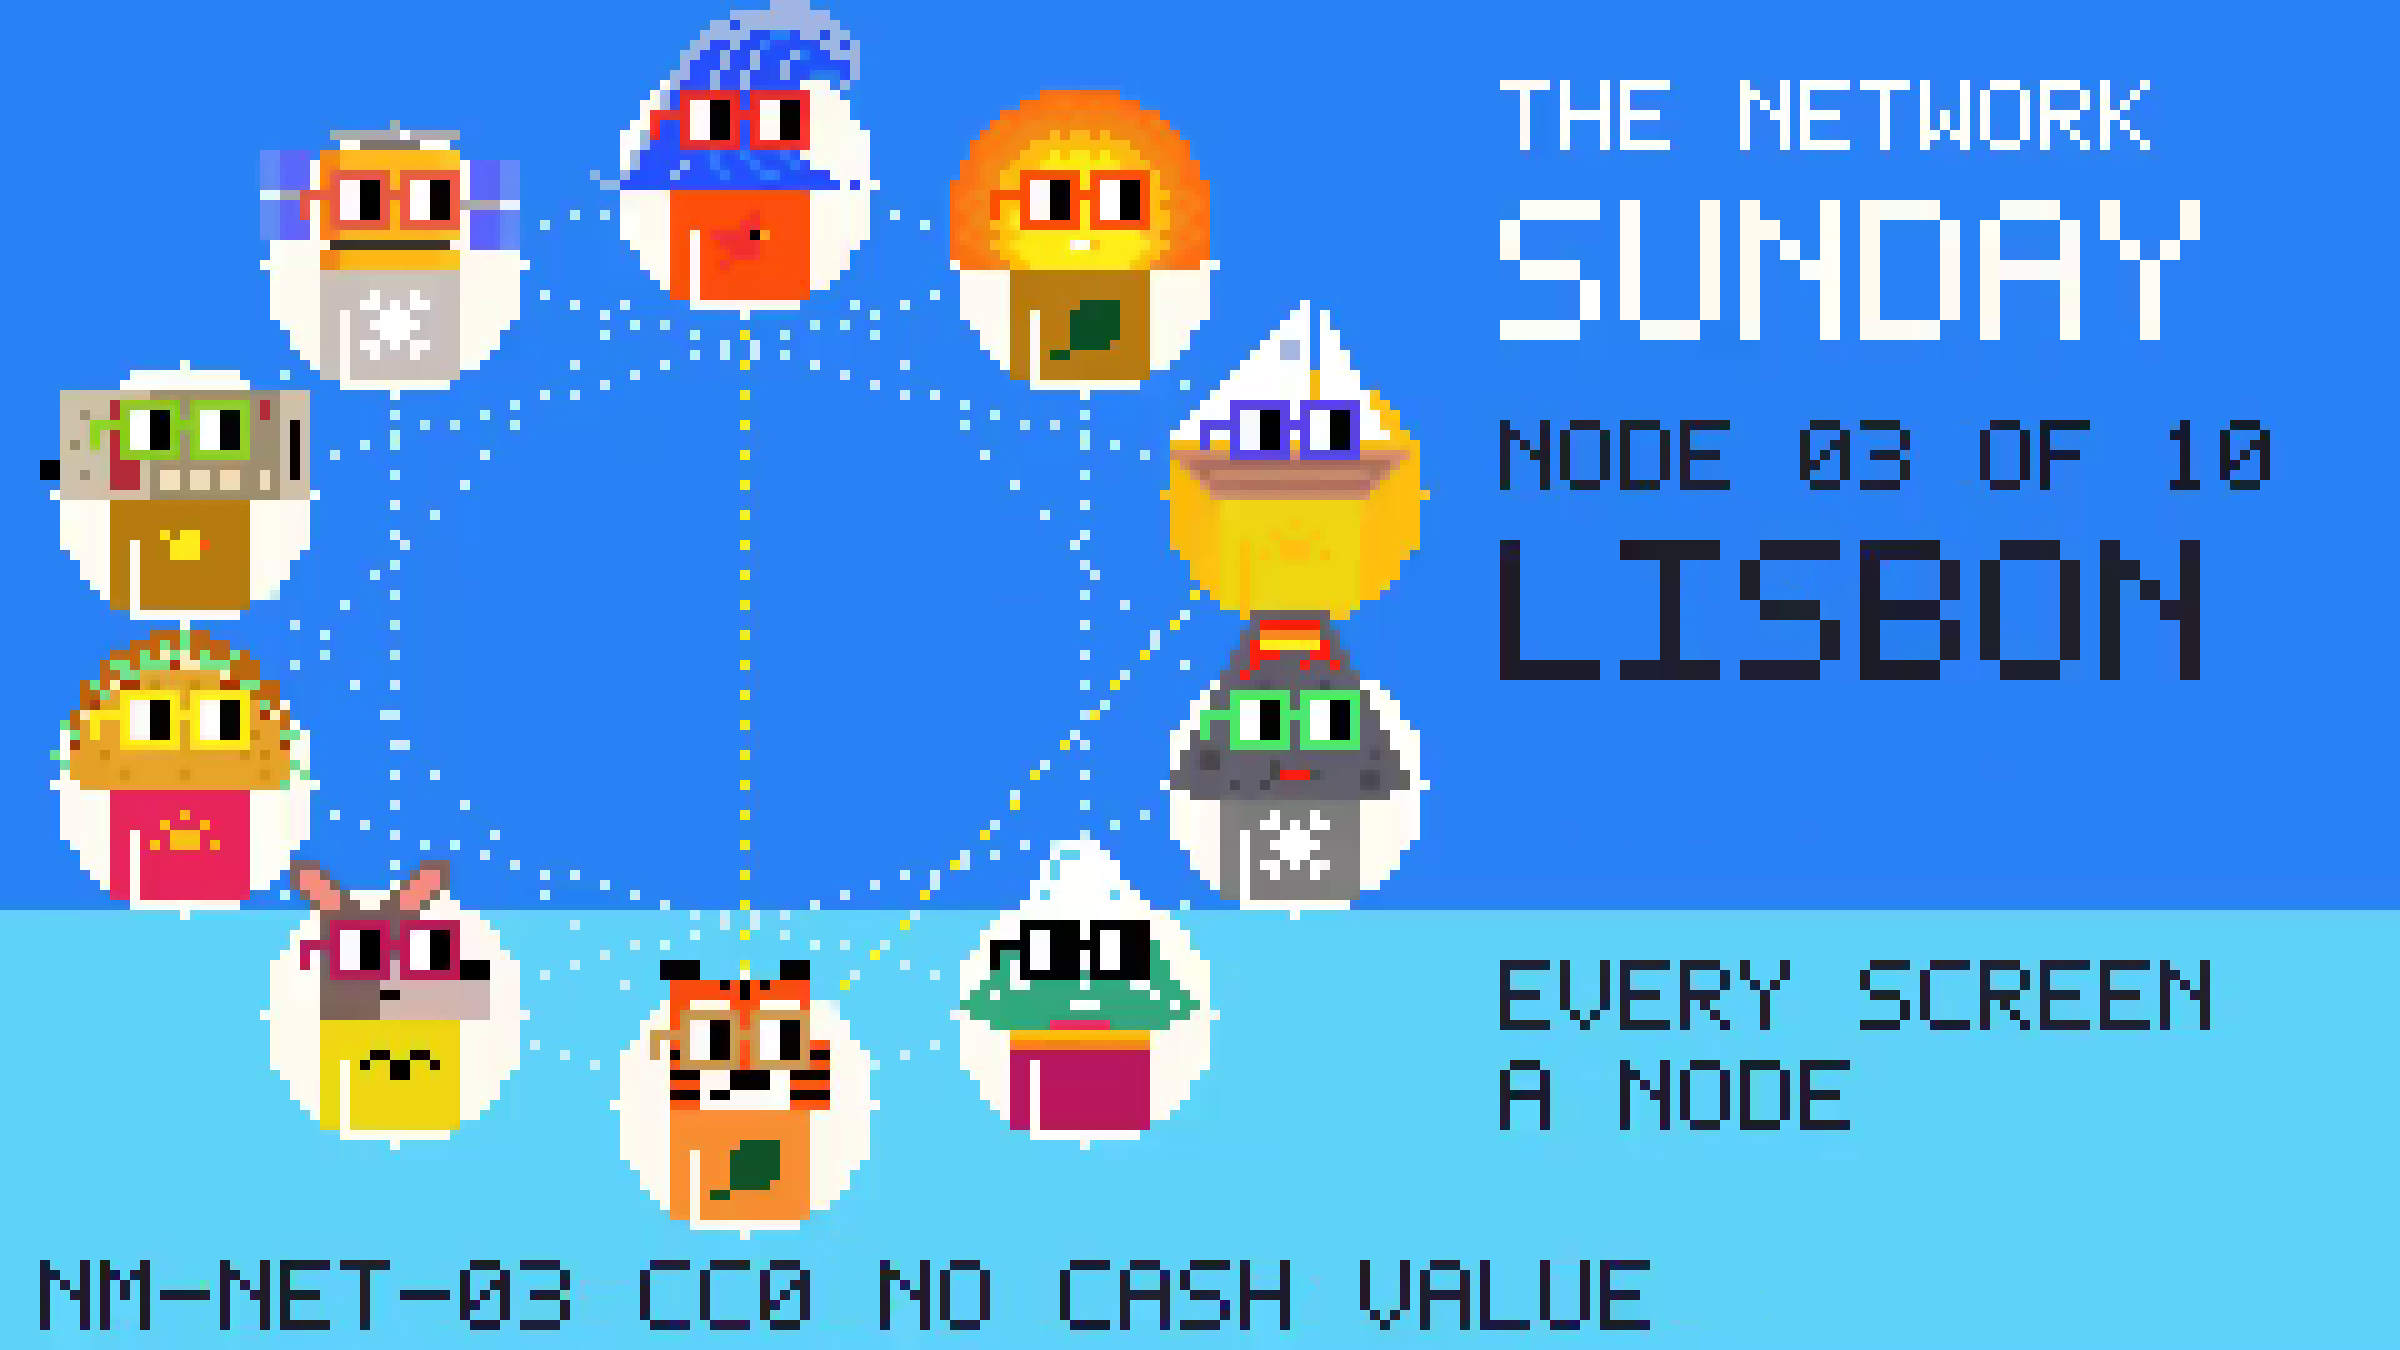 THE NETWORK
SUNDAY
NODE 03 OF 10
LISBON
EVERY SCREEN
A NODE
NM-NET-03 CC0 NO CASH VALUE